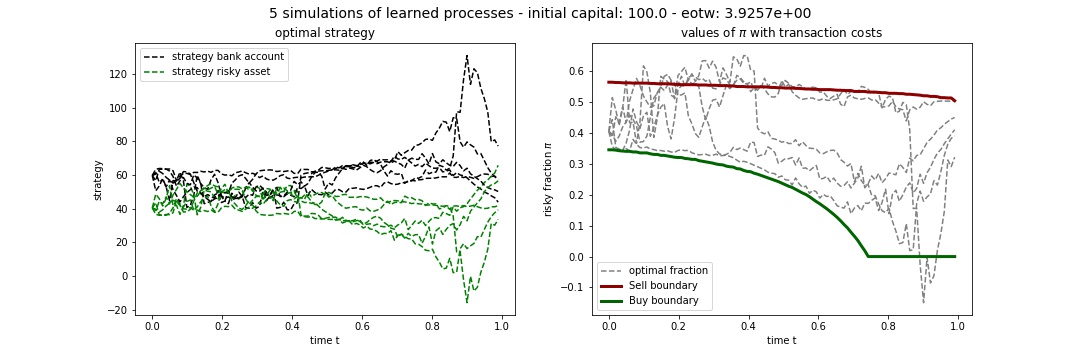 5 simulations of learned processes - initial capital: 100.0 - eotw: 3.9257e+00
optimal strategy
strategy bank account
strategy risky asset
120
100
80
60
40
20
0
−20
strategy
0.0 0.2 0.4 0.6 0.8 1.0
time t
values of π with transaction costs
0.6
0.5
0.4
0.3
0.2
0.1
0.0
−0.1
risky fraction π
optimal fraction
Sell boundary
Buy boundary
0.0 0.2 0.4 0.6 0.8 1.0
time t